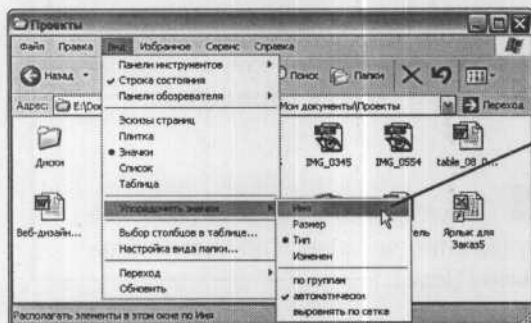 Проекты
Файл Правка Вид Избранное Сервис Справка
Назад Поиск Папки
Адрес: E:\Doc Мои документы\Проекты Переход
Панели инструментов
Строка состояния
Панели обозревателя
Эскизы страниц
Плитка
Значки
Список
Таблица
Упорядочить значки
Выбор столбцов в таблице...
Настройка вида папки...
Переход
Обновить
Имя
Размер
Тип
Изменен
по группам
автоматически
выровнять по сетке
Диски IMG_0345 IMG_0554 table_08_0...
Веб-дизайн... Ярлык для
Заказ5
Располагать элементы в этом окне по Имя